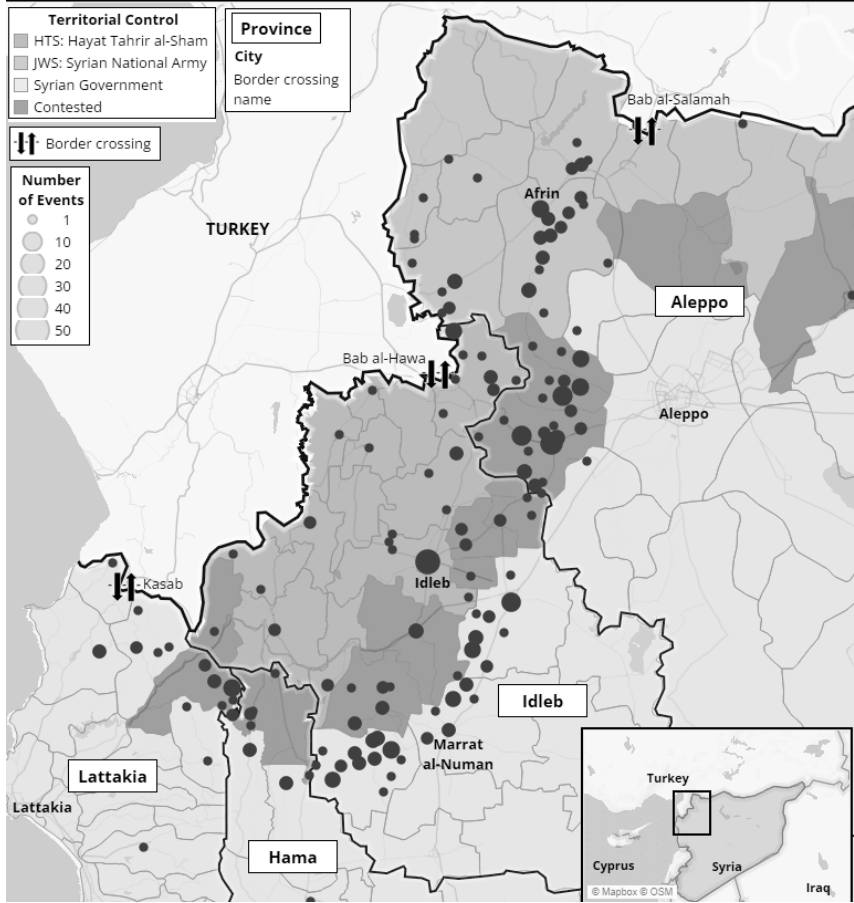 Territorial Control
HTS: Hayat Tahrir al-Sham
JWS: Syrian National Army
Syrian Government
Contested
Province
City
Border crossing
name
Border crossing
Number
of Events
1
10
20
30
40
50
Bab al-Salamah
Afrin
TURKEY
Aleppo
Bab al-Hawa
Aleppo
Idleb
Kasab
Idleb
Marrat
al-Numan
Lattakia
Lattakia
Hama
Turkey
Cyprus
Syria
Iraq
© Mapbox © OSM